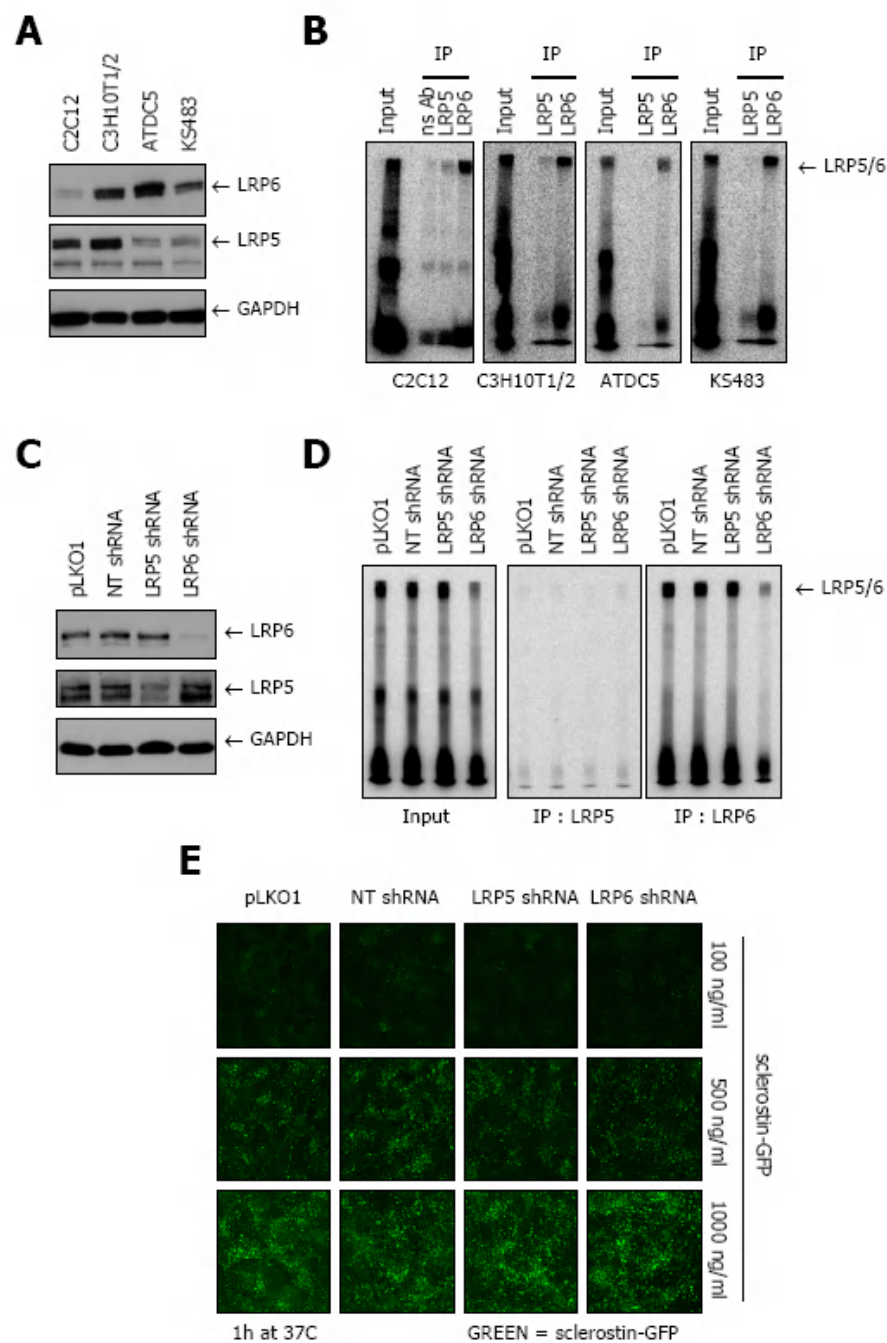 A
C2C12
C3H10T1/2
ATDC5
KS483
← LRP6
← LRP5
← GAPDH
B
IP IP IP IP
Input
ns Ab
LRP5
LRP6
Input
LRP5
LRP6
Input
LRP5
LRP6
Input
LRP5
LRP6
← LRP5/6
C2C12 C3H10T1/2 ATDC5 KS483
C
pLKO1
NT shRNA
LRP5 shRNA
LRP6 shRNA
← LRP6
← LRP5
← GAPDH
D
pLKO1
NT shRNA
LRP5 shRNA
LRP6 shRNA
pLKO1
NT shRNA
LRP5 shRNA
LRP6 shRNA
pLKO1
NT shRNA
LRP5 shRNA
LRP6 shRNA
← LRP5/6
Input IP : LRP5 IP : LRP6
E
pLKO1 NT shRNA LRP5 shRNA LRP6 shRNA
100 ng/ml
500 ng/ml
1000 ng/ml
sclerostin-GFP
1h at 37C GREEN = sclerostin-GFP